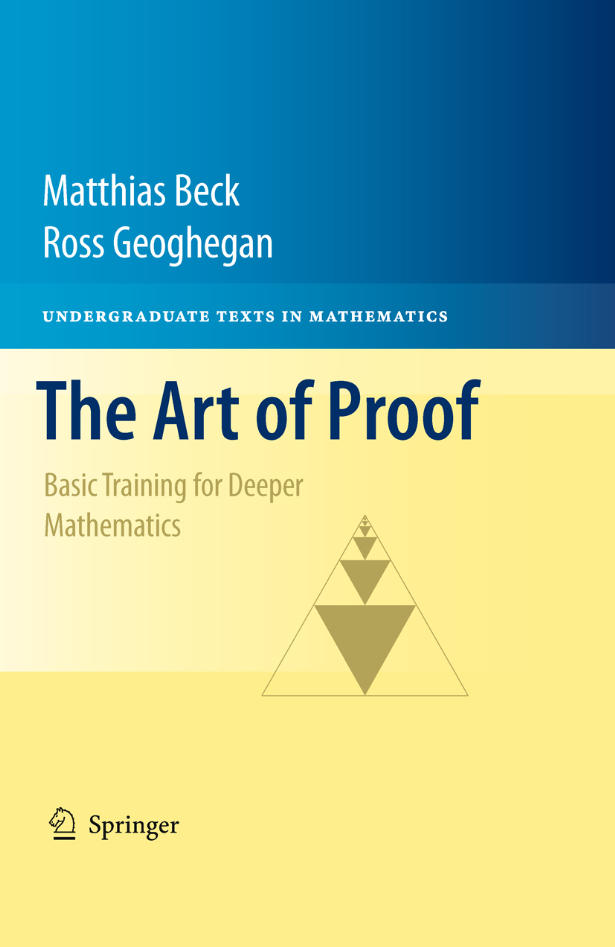 Matthias Beck
Ross Geoghegan
UNDERGRADUATE TEXTS IN MATHEMATICS
The Art of Proof
Basic Training for Deeper
Mathematics
Springer